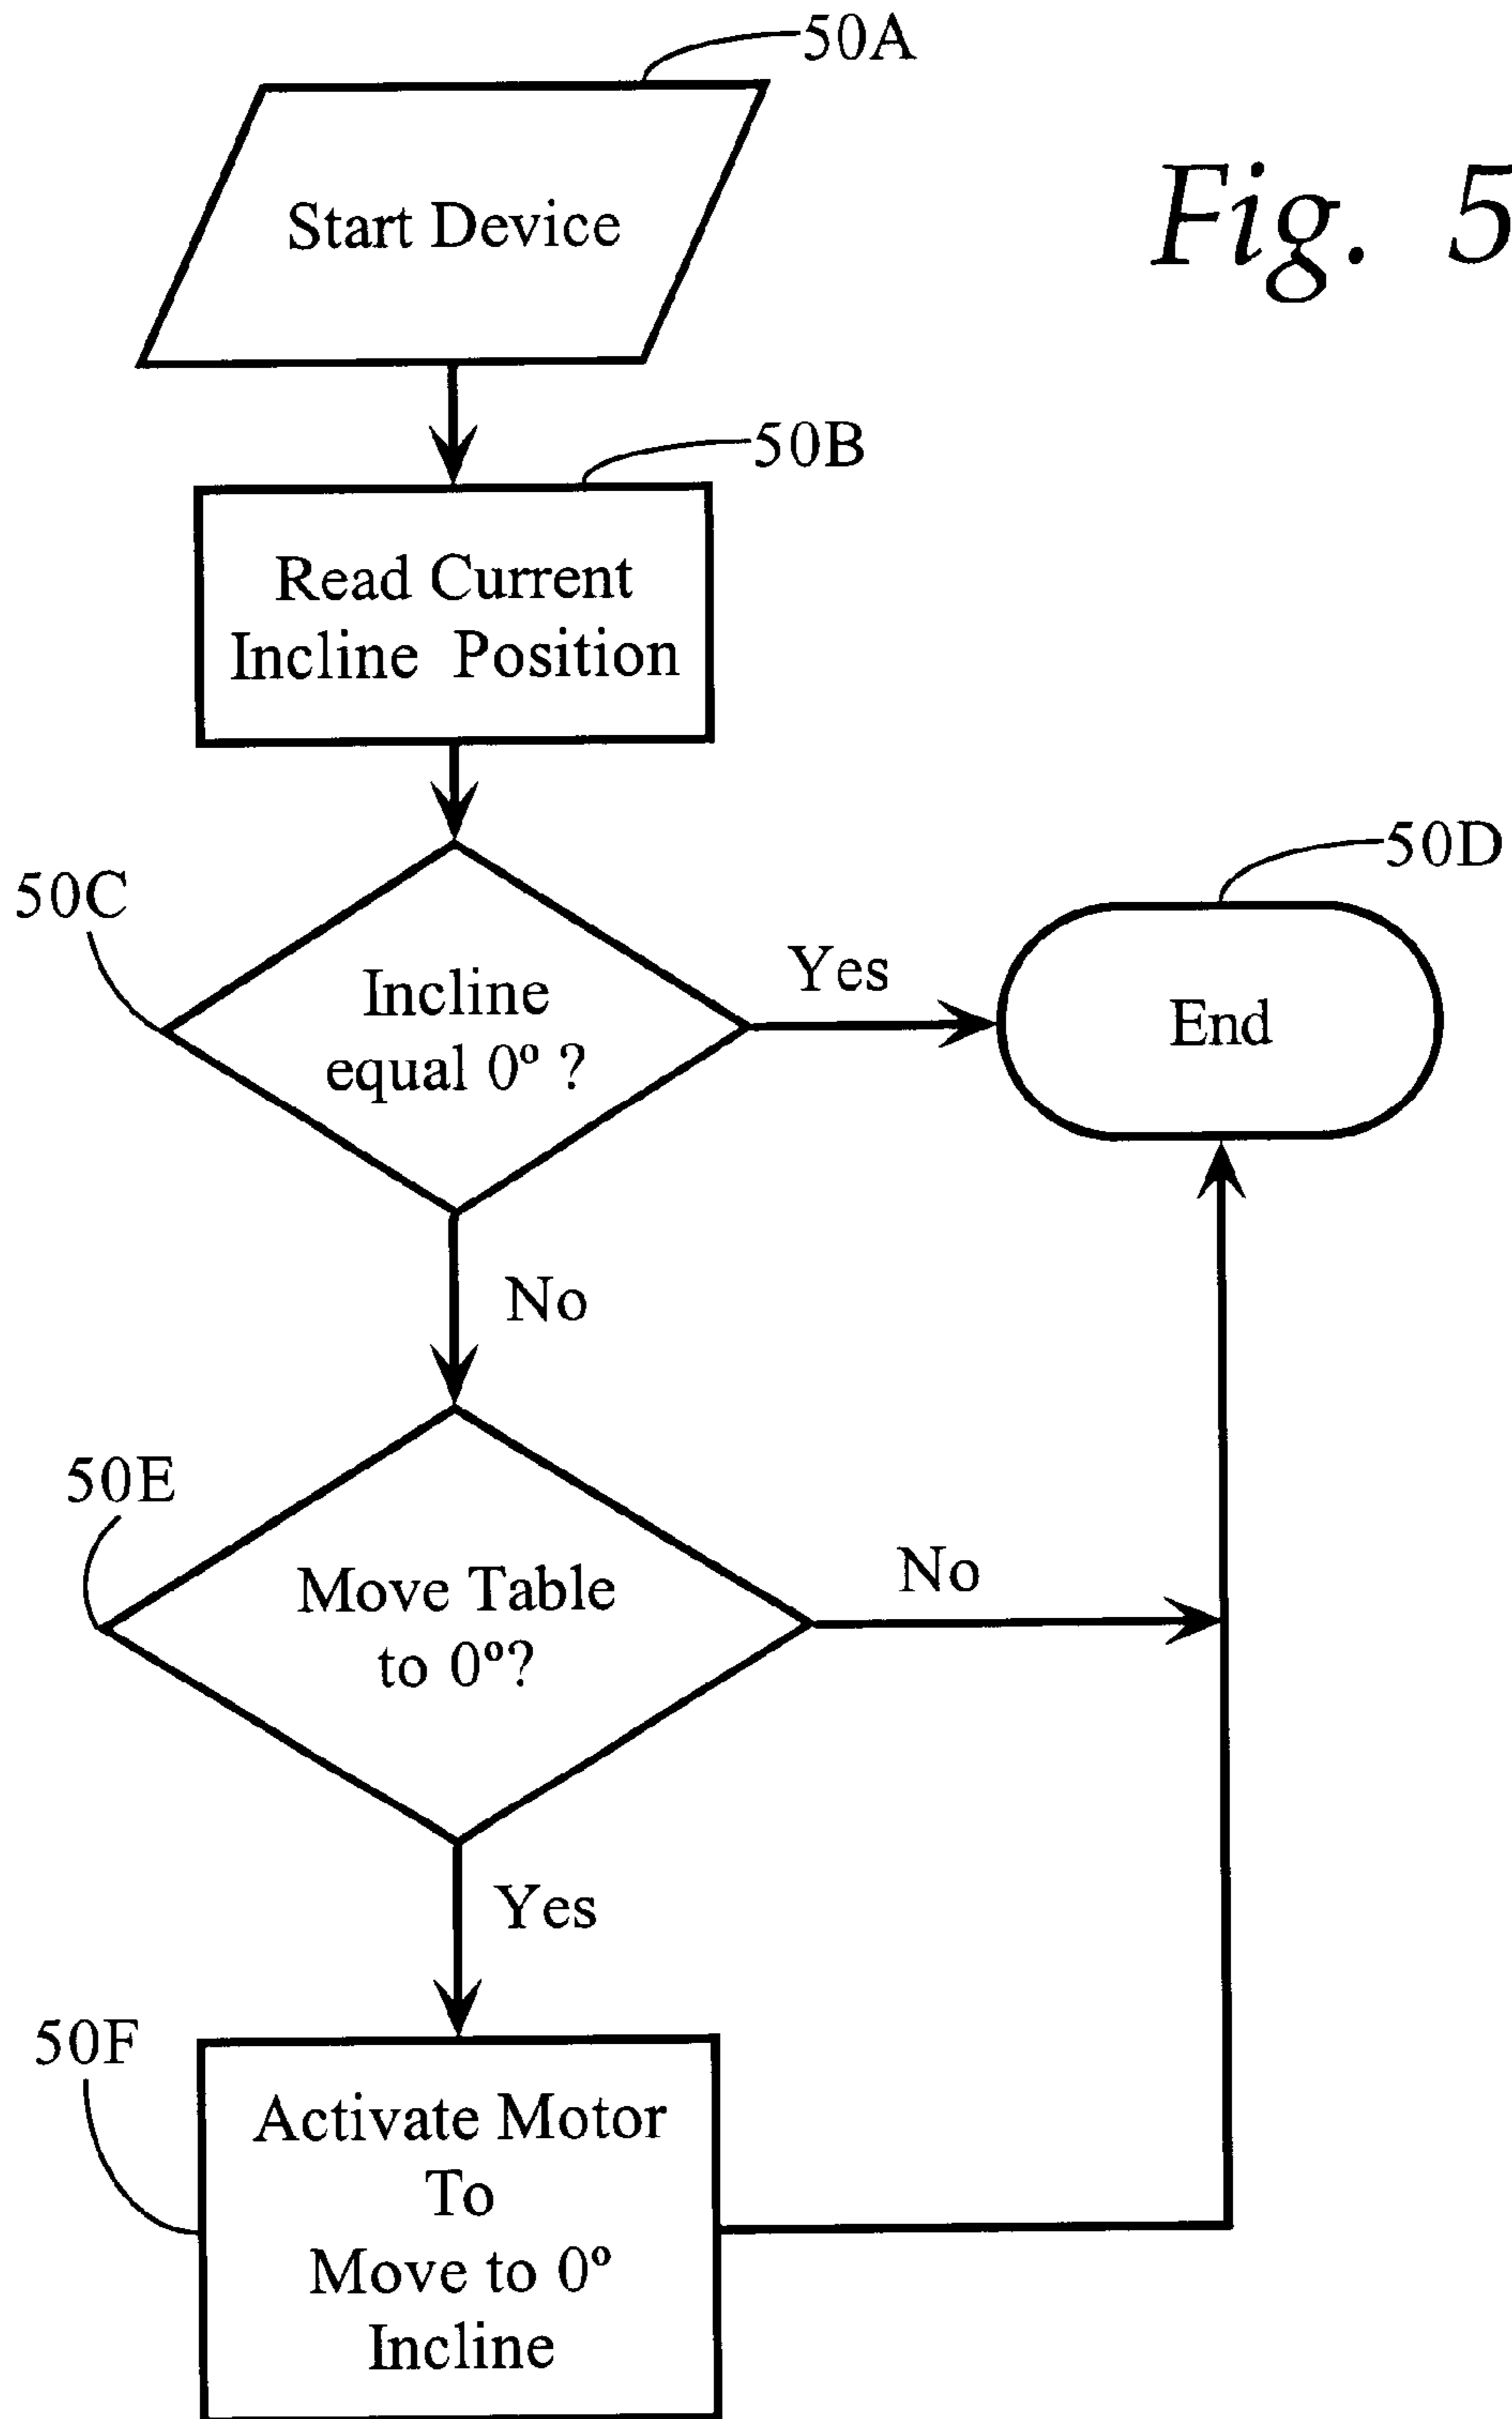 50A
Fig. 5
Start Device
50B
Read Current
Incline Position
50C
Incline
equal 0º ?
Yes
50D
End
No
50E
Move Table
to 0º?
No
Yes
50F
Activate Motor
To
Move to 0º
Incline